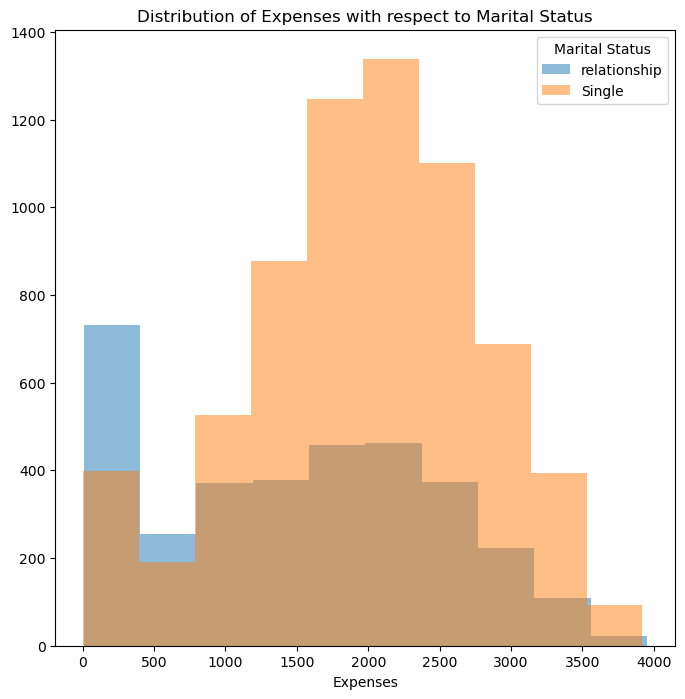 Distribution of Expenses with respect to Marital Status
Marital Status
relationship
Single
1400
1200
1000
800
600
400
200
0
0 500 1000 1500 2000 2500 3000 3500 4000
Expenses